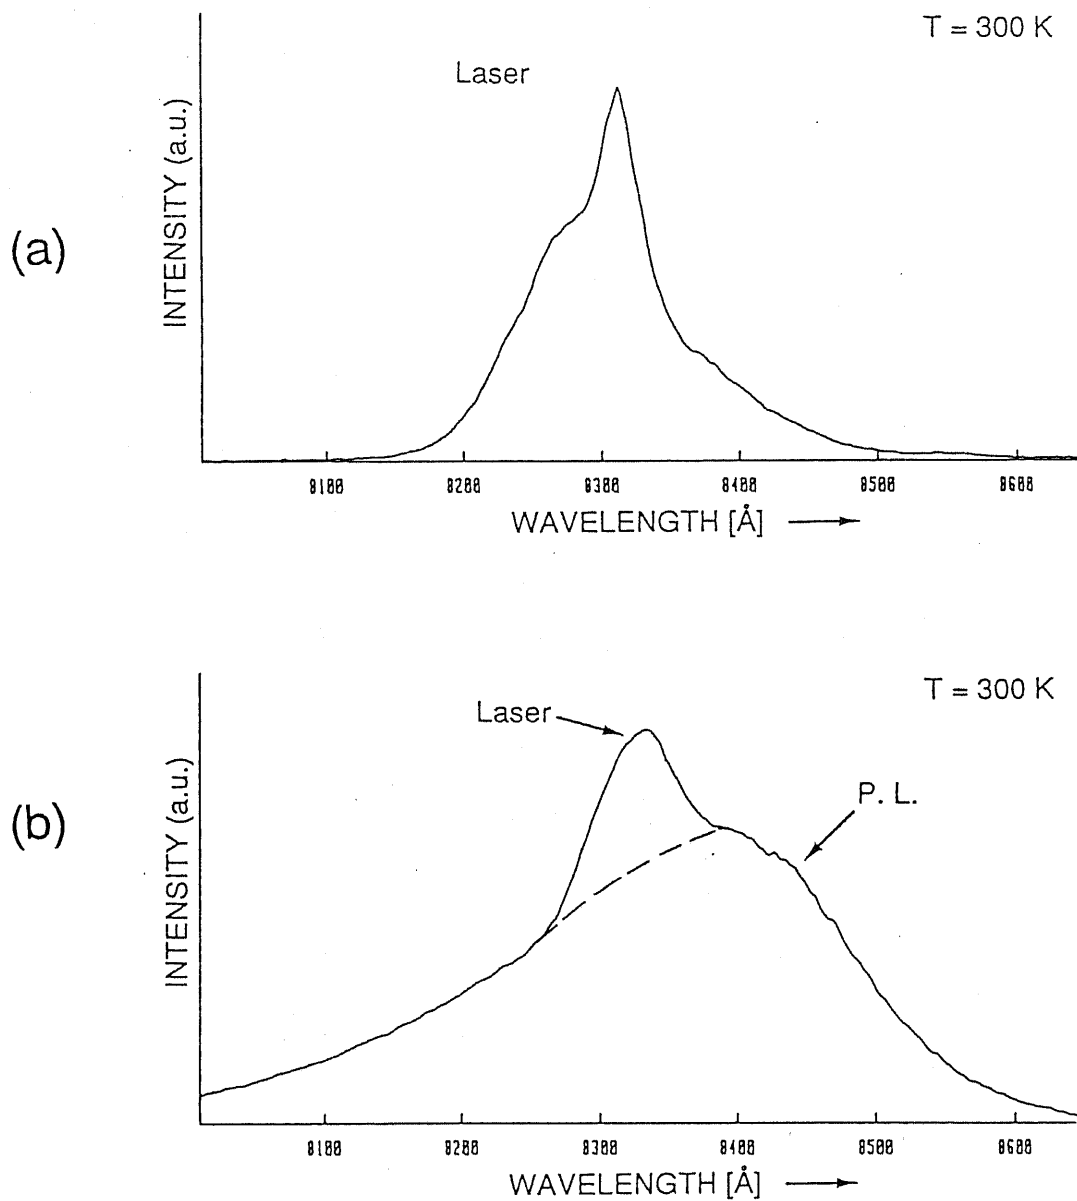 T = 300 K
Laser
(a)
INTENSITY (a.u.)
8100 8200 8300 8400 8500 8600
WAVELENGTH [Å]
T = 300 K
Laser
P. L.
(b)
INTENSITY (a.u.)
8100 8200 8300 8400 8500 8600
WAVELENGTH [Å]